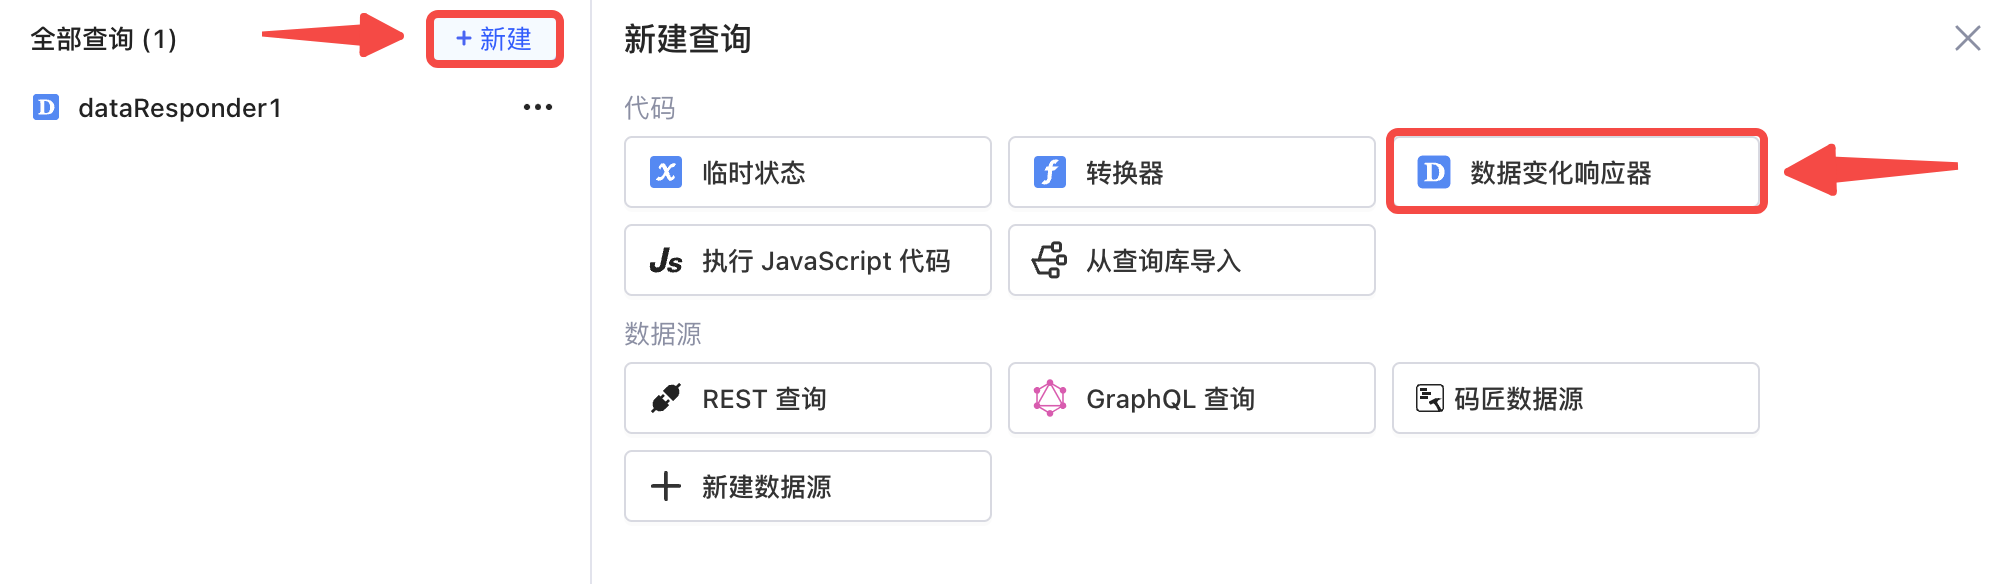 全部查询 (1)
+ 新建
D dataResponder1
新建查询
代码
x 临时状态
f 转换器
D 数据变化响应器
Js 执行 JavaScript 代码
从查询库导入
数据源
REST 查询
GraphQL 查询
码匠数据源
新建数据源